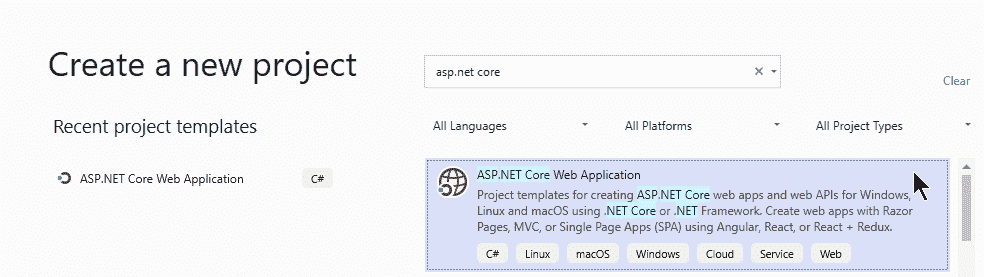 Create a new project
asp.net core
Clear
Recent project templates
All Languages
All Platforms
All Project Types
ASP.NET Core Web Application
C#
ASP.NET Core Web Application
Project templates for creating ASP.NET Core web apps and web APIs for Windows,
Linux and macOS using .NET Core or .NET Framework. Create web apps with Razor
Pages, MVC, or Single Page Apps (SPA) using Angular, React, or React + Redux.
C#
Linux
macOS
Windows
Cloud
Service
Web